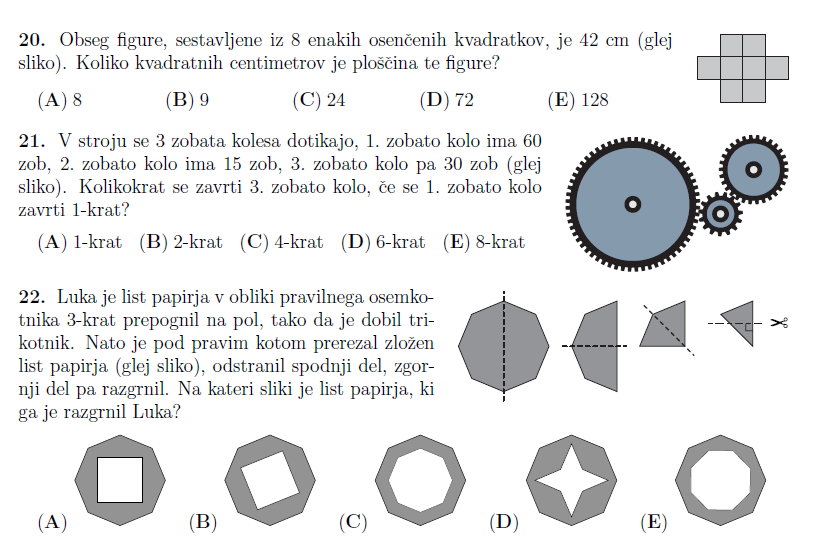 20. Obseg figure, sestavljene iz 8 enakih osenčenih kvadratkov, je 42 cm (glej
sliko). Koliko kvadratnih centimetrov je ploščina te figure?
(A) 8 (B) 9 (C) 24 (D) 72 (E) 128
21. V stroju se 3 zobata kolesa dotikajo, 1. zobato kolo ima 60
zob, 2. zobato kolo ima 15 zob, 3. zobato kolo pa 30 zob (glej
sliko). Kolikokrat se zavrti 3. zobato kolo, če se 1. zobato kolo
zavrti 1-krat?
(A) 1-krat (B) 2-krat (C) 4-krat (D) 6-krat (E) 8-krat
22. Luka je list papirja v obliki pravilnega osemko-
tnika 3-krat prepognil na pol, tako da je dobil tri-
kotnik. Nato je pod pravim kotom prerezal zložen
list papirja (glej sliko), odstranil spodnji del, zgor-
nji del pa razgrnil. Na kateri sliki je list papirja, ki
ga je razgrnil Luka?
(A) (B) (C) (D) (E)